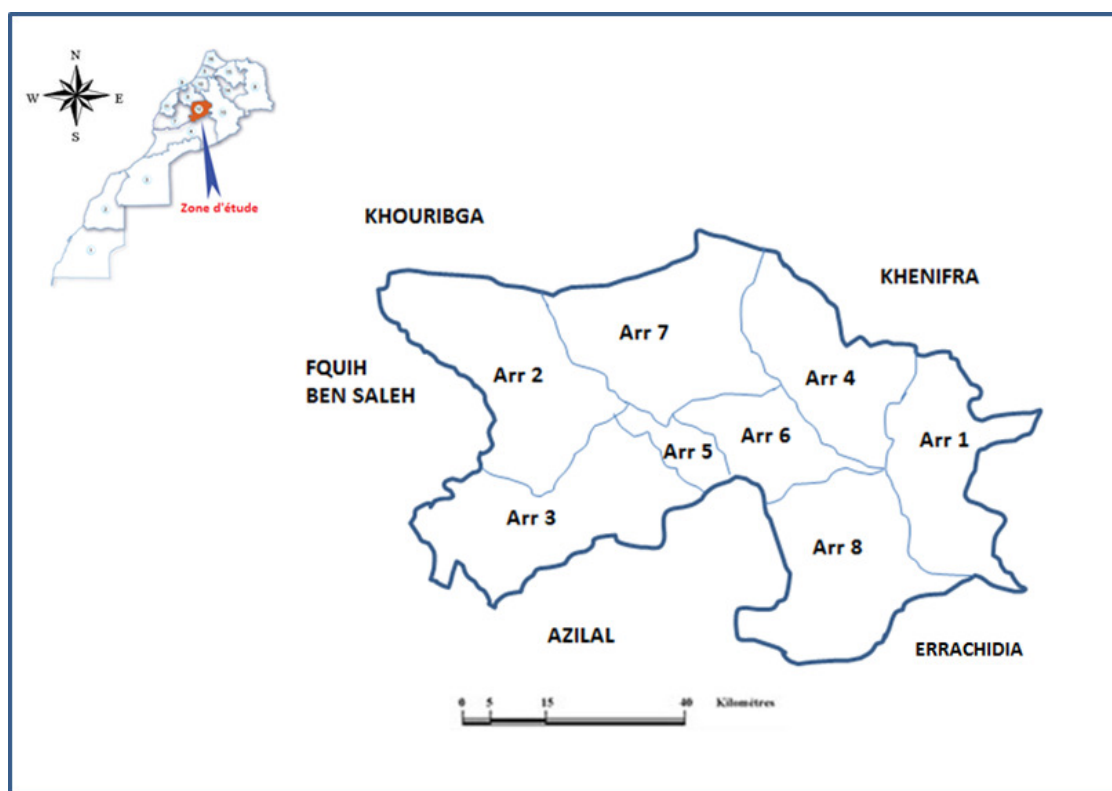 N
W E
S
Zone d'étude
KHOURIBGA
KHENIFRA
FQUIH
BEN SALEH
Arr 7
Arr 2
Arr 4
Arr 6
Arr 1
Arr 5
Arr 3
Arr 8
AZILAL
ERRACHIDIA
0 5 15 40 Kilométres